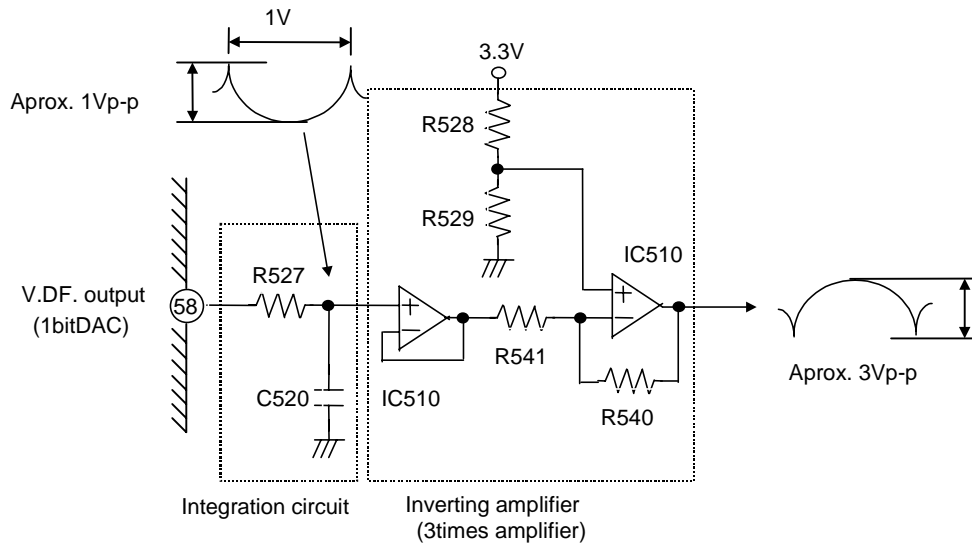 1V
3.3V
Aprox. 1Vp-p
R528
R529
IC510
R527
V.DF. output
(1bitDAC)
58
R541
Aprox. 3Vp-p
C520
IC510
R540
Integration circuit
Inverting amplifier
(3times amplifier)